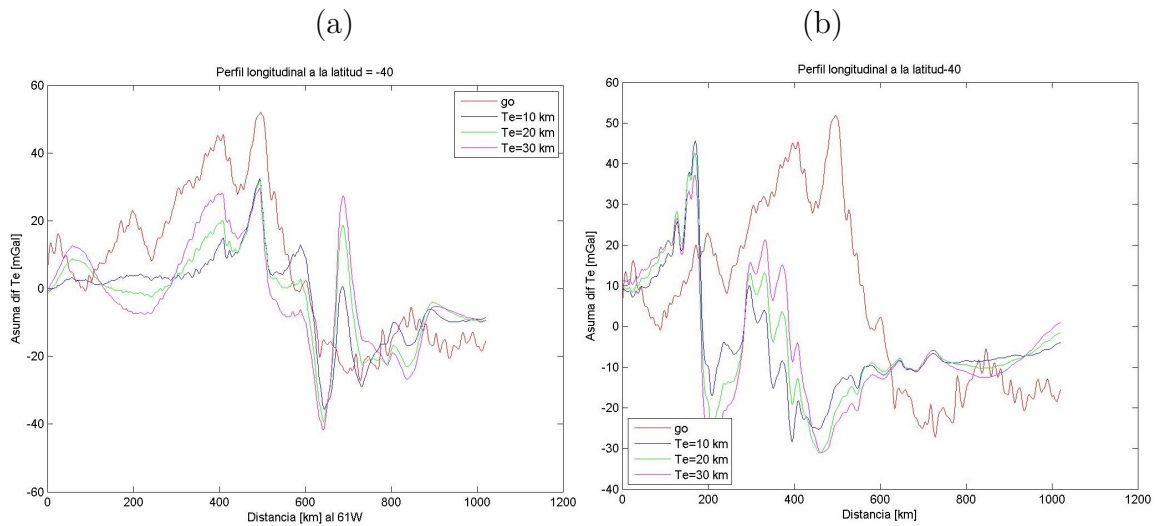 (a)
(b)
Perfil longitudinal a la latitud = -40
60
40
20
0
-20
-40
-60
Asuma dif Te [mGal]
0
200
400
600
800
1000
1200
Distancia [km] al 61W
go
Te=10 km
Te=20 km
Te=30 km
Perfil longitudinal a la latitud-40
60
50
40
30
20
10
0
-10
-20
-30
-40
Asuma dif Te [mGal]
0
200
400
600
800
1000
1200
Distancia [km]
go
Te=10 km
Te=20 km
Te=30 km